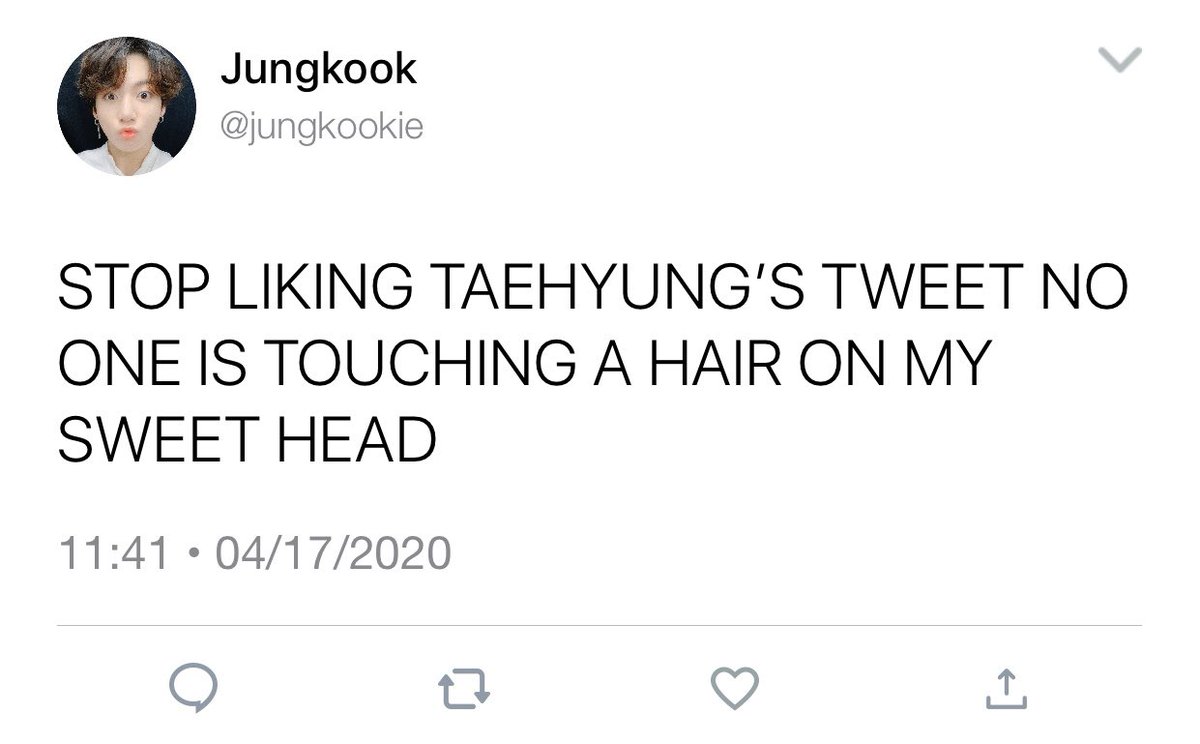 Jungkook
@jungkookie
STOP LIKING TAEHYUNG’S TWEET NO
ONE IS TOUCHING A HAIR ON MY
SWEET HEAD
11:41 • 04/17/2020